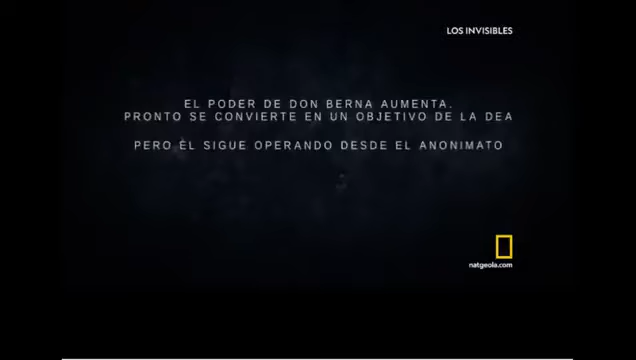 LOS INVISIBLES
EL PODER DE DON BERNA AUMENTA.
PRONTO SE CONVIERTE EN UN OBJETIVO DE LA DEA
PERO ÉL SIGUE OPERANDO DESDE EL ANONIMATO
natgeola.com